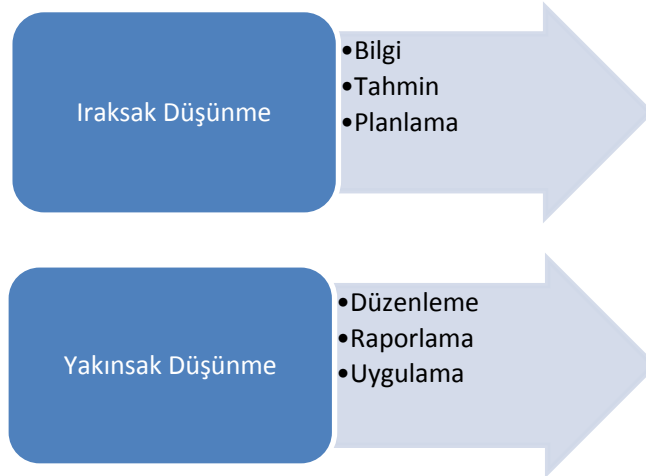 Iraksak Düşünme
•Bilgi
•Tahmin
•Planlama
Yakınsak Düşünme
•Düzenleme
•Raporlama
•Uygulama